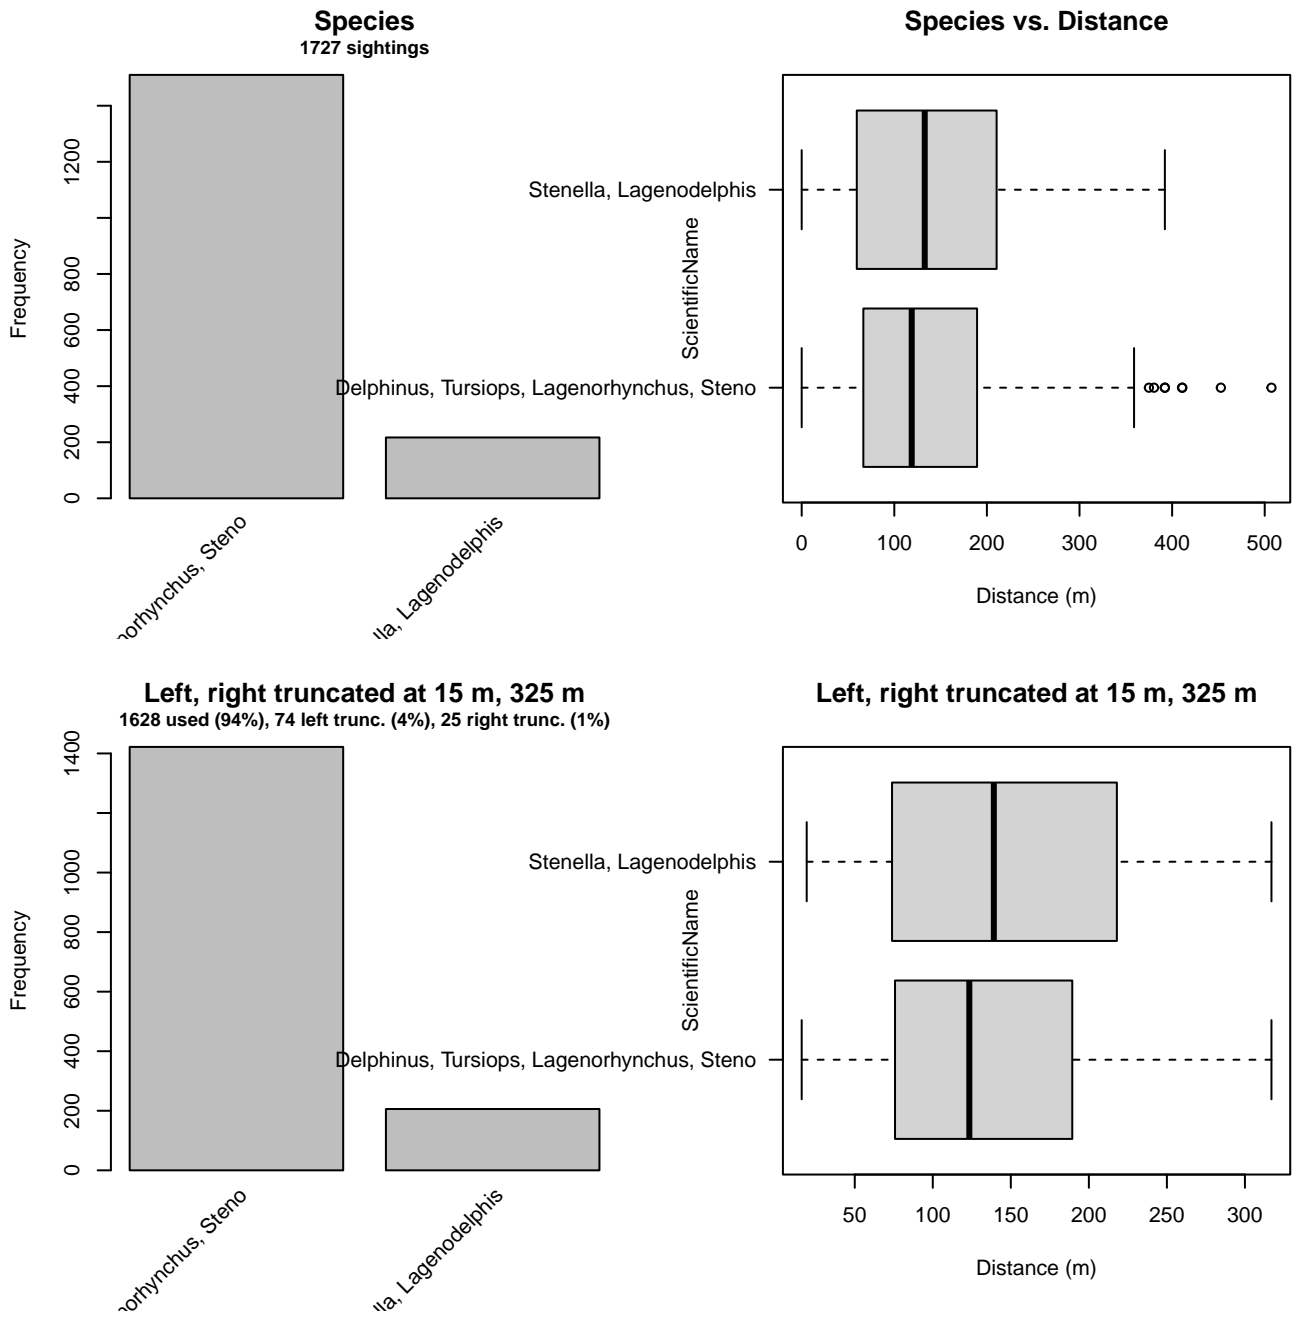 Species
1727 sightings
Frequency
0
200
400
600
800
1200
orhynchus, Steno
lla, Lagenodelphis
Species vs. Distance
ScientificName
Stenella, Lagenodelphis
Delphinus, Tursiops, Lagenorhynchus, Steno
0 100 200 300 400 500
Distance (m)
Left, right truncated at 15 m, 325 m
1628 used (94%), 74 left trunc. (4%), 25 right trunc. (1%)
Frequency
0
200
400
600
800
1000
1400
orhynchus, Steno
lla, Lagenodelphis
Left, right truncated at 15 m, 325 m
ScientificName
Stenella, Lagenodelphis
Delphinus, Tursiops, Lagenorhynchus, Steno
50 100 150 200 250 300
Distance (m)